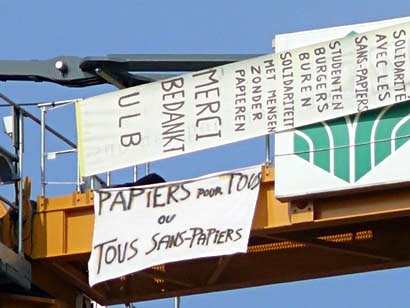 SOLIDARITÉ
AVEC LES
SANS-PAPIERS
STUDENTEN
BURGERS
BUREN
SOLIDARITEIT
MET MENSEN
ZONDER
PAPIEREN
MERCI
BEDANKT
ULB
PAPIERS POUR TOUS
OU
TOUS SANS-PAPIERS